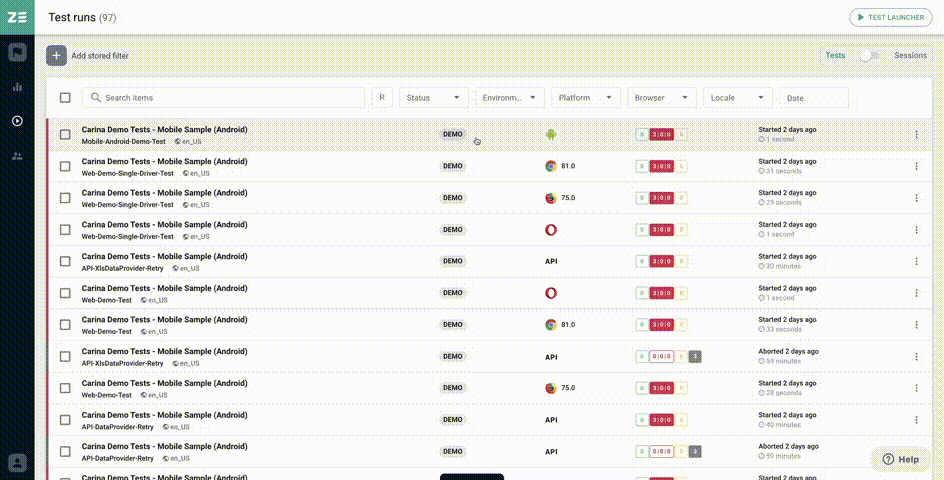 ZE
Test runs (97)
TEST LAUNCHER
Add stored filter
Tests
Sessions
Search items
R
Status
Environm...
Platform
Browser
Locale
Date
Carina Demo Tests - Mobile Sample (Android)
Mobile-Android-Demo-Test en_US
DEMO
0 3|0|0 0
Started 2 days ago
1 second
Carina Demo Tests - Mobile Sample (Android)
Web-Demo-Single-Driver-Test en_US
DEMO
81.0
0 3|0|0 0
Started 2 days ago
31 seconds
Carina Demo Tests - Mobile Sample (Android)
Web-Demo-Single-Driver-Test en_US
DEMO
75.0
0 3|0|0 0
Started 2 days ago
29 seconds
Carina Demo Tests - Mobile Sample (Android)
Web-Demo-Single-Driver-Test en_US
DEMO
0 3|0|0 0
Started 2 days ago
1 second
Carina Demo Tests - Mobile Sample (Android)
API-XlsDataProvider-Retry en_US
DEMO
API
0 3|0|0 0
Started 2 days ago
20 minutes
Carina Demo Tests - Mobile Sample (Android)
Web-Demo-Test en_US
DEMO
0 3|0|0 0
Started 2 days ago
1 second
Carina Demo Tests - Mobile Sample (Android)
Web-Demo-Test en_US
DEMO
81.0
0 3|0|0 0
Started 2 days ago
33 seconds
Carina Demo Tests - Mobile Sample (Android)
API-XlsDataProvider-Retry en_US
DEMO
API
0 0|0|0 0 3
Aborted 2 days ago
59 minutes
Carina Demo Tests - Mobile Sample (Android)
Web-Demo-Test en_US
DEMO
75.0
0 3|0|0 0
Started 2 days ago
28 seconds
Carina Demo Tests - Mobile Sample (Android)
API-DataProvider-Retry en_US
DEMO
API
0 3|0|0 0
Started 2 days ago
40 minutes
Carina Demo Tests - Mobile Sample (Android)
API-DataProvider-Retry en_US
DEMO
API
0 0|0|0 0 3
Aborted 2 days ago
59 minutes
Carina Demo Tests - Mobile Sample (Android)
Started 2 days ago
Help